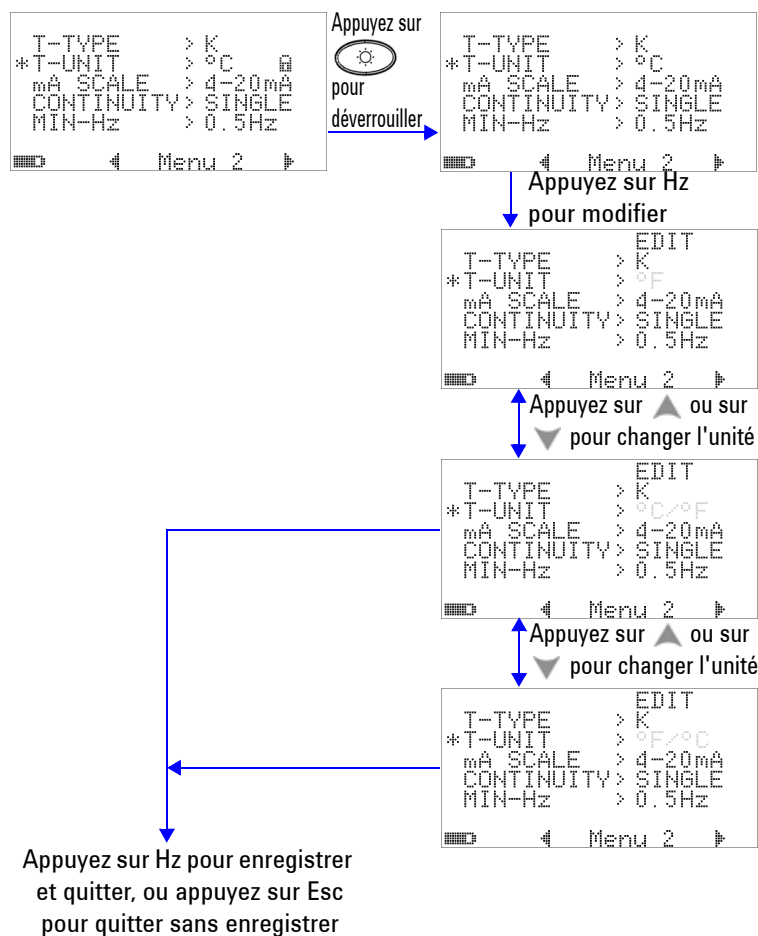 T-TYPE > K
*T-UNIT > °C
mA SCALE > 4-20mA
CONTINUITY> SINGLE
MIN-Hz > 0.5Hz
Menu 2
Appuyez sur
pour
déverrouiller
T-TYPE > K
*T-UNIT > °C
mA SCALE > 4-20mA
CONTINUITY> SINGLE
MIN-Hz > 0.5Hz
Menu 2
Appuyez sur Hz
pour modifier
EDIT
T-TYPE > K
*T-UNIT > °F
mA SCALE > 4-20mA
CONTINUITY> SINGLE
MIN-Hz > 0.5Hz
Menu 2
Appuyez sur ou sur
pour changer l'unité
EDIT
T-TYPE > K
*T-UNIT > °C/°F
mA SCALE > 4-20mA
CONTINUITY> SINGLE
MIN-Hz > 0.5Hz
Menu 2
Appuyez sur ou sur
pour changer l'unité
EDIT
T-TYPE > K
*T-UNIT > °F/°C
mA SCALE > 4-20mA
CONTINUITY> SINGLE
MIN-Hz > 0.5Hz
Menu 2
Appuyez sur Hz pour enregistrer
et quitter, ou appuyez sur Esc
pour quitter sans enregistrer